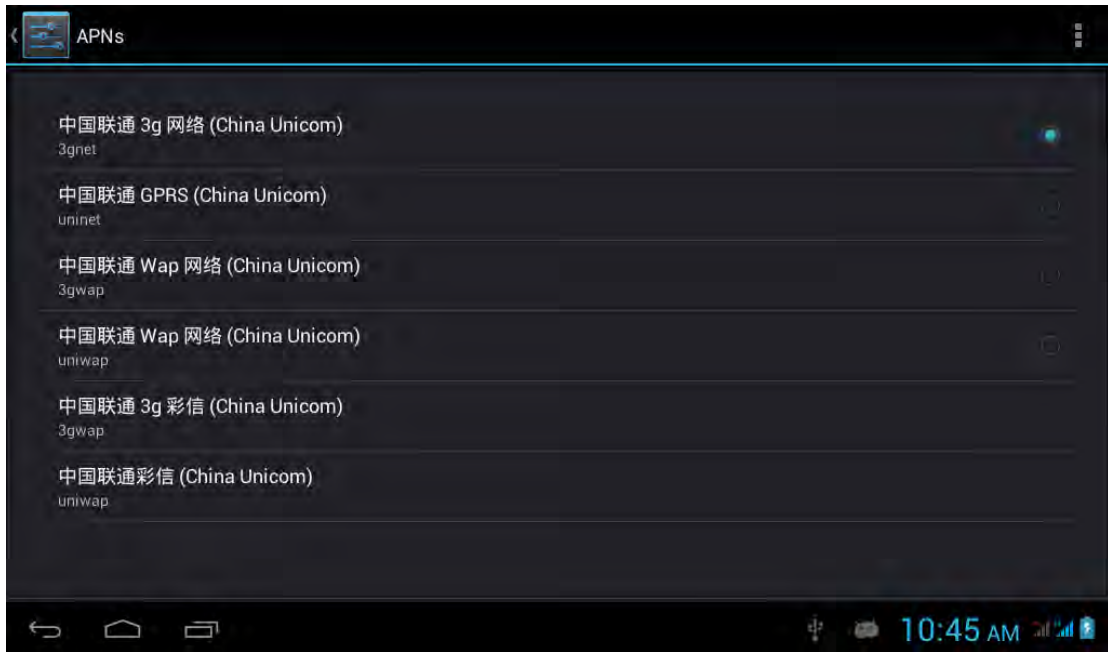 APNs
中国联通 3g 网络 (China Unicom)
3gnet
中国联通 GPRS (China Unicom)
uninet
中国联通 Wap 网络 (China Unicom)
3gwap
中国联通 Wap 网络 (China Unicom)
uniwap
中国联通 3g 彩信 (China Unicom)
3gwap
中国联通彩信 (China Unicom)
uniwap
10:45 AM